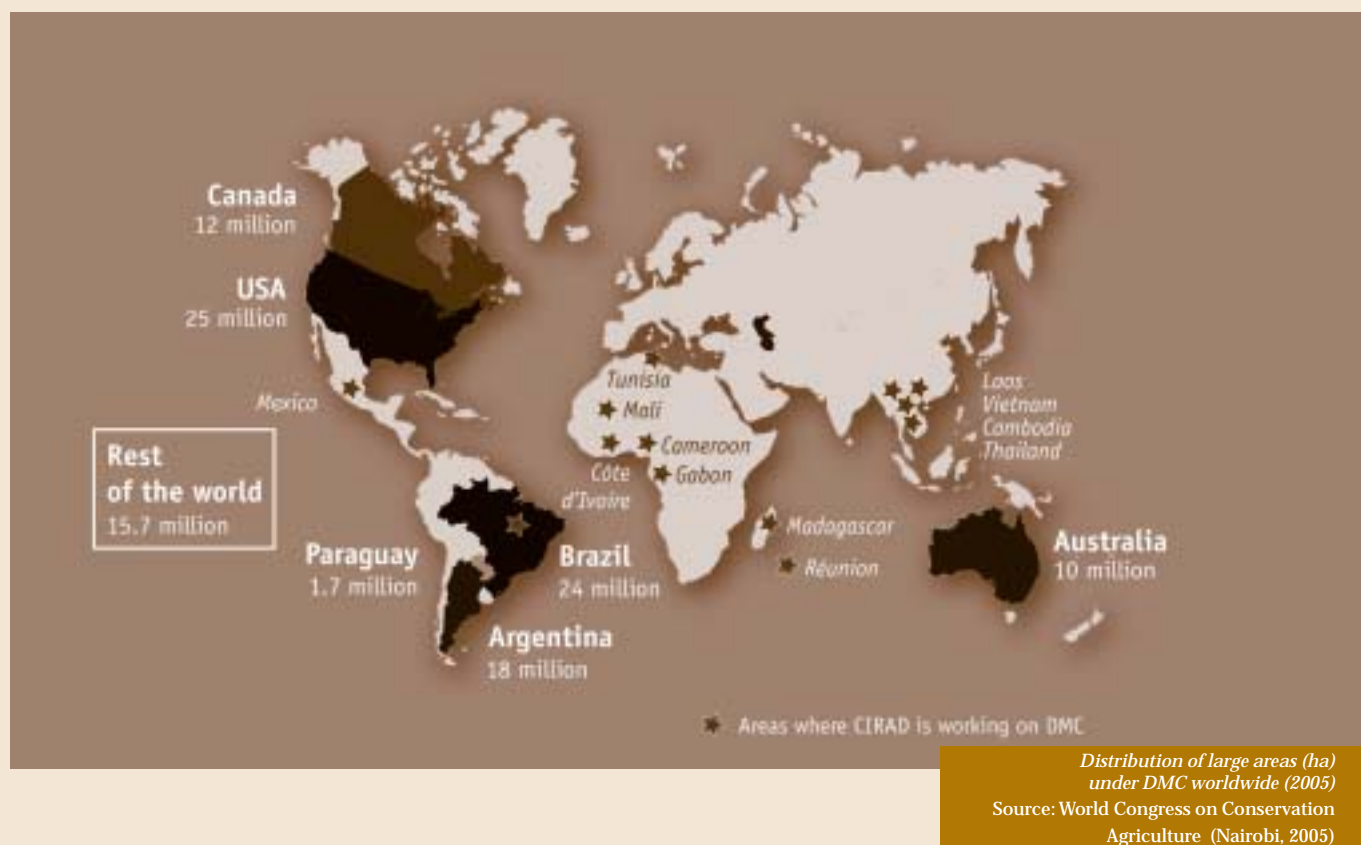 Canada
12 million
USA
25 million
Mexico
Rest
of the world
15.7 million
Paraguay
1.7 million
Brazil
24 million
Argentina
18 million
Tunisia
Mali
Cameroon
Côte
d'Ivoire
Gabon
Madagascar
Réunion
Laos
Vietnam
Cambodia
Thailand
Australia
10 million
Areas where CIRAD is working on DMC
Distribution of large areas (ha)
under DMC worldwide (2005)
Source: World Congress on Conservation
Agriculture (Nairobi, 2005)